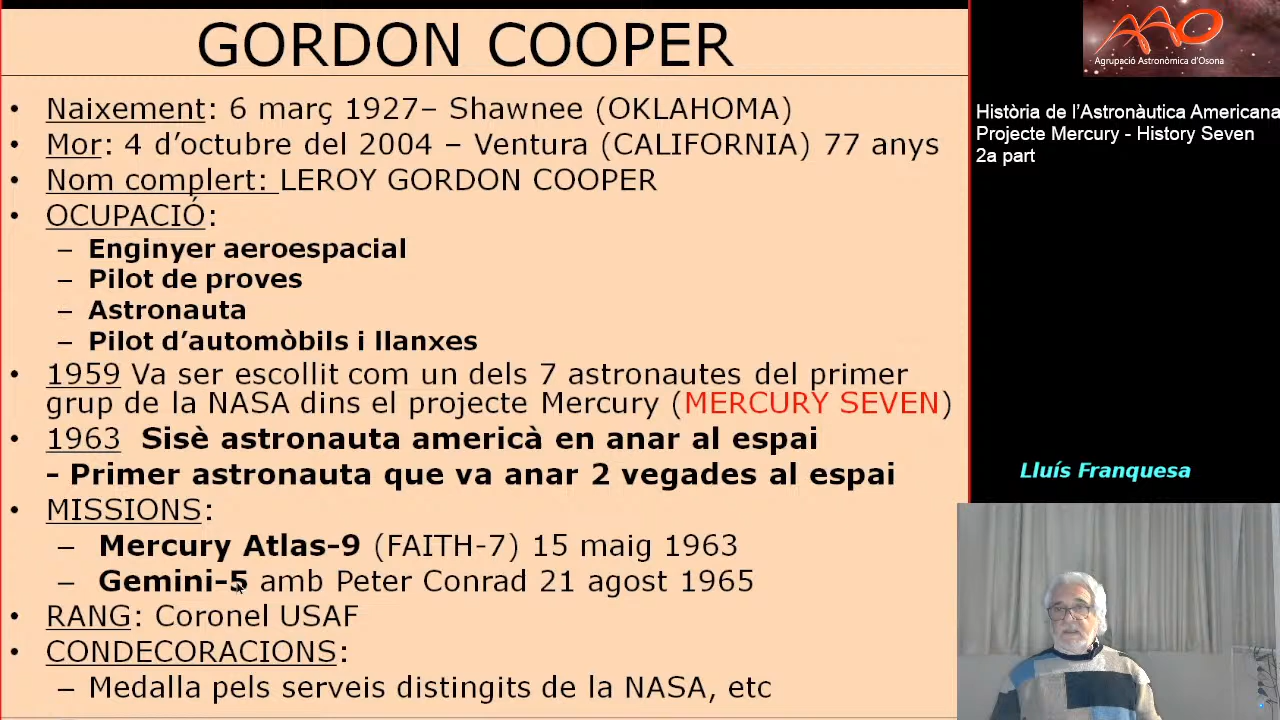 GORDON COOPER
• Naixement: 6 març 1927– Shawnee (OKLAHOMA)
• Mor: 4 d’octubre del 2004 – Ventura (CALIFORNIA) 77 anys
• Nom complert: LEROY GORDON COOPER
• OCUPACIÓ:
– Enginyer aeroespacial
– Pilot de proves
– Astronauta
– Pilot d’automòbils i llanxes
• 1959 Va ser escollit com un dels 7 astronautes del primer
grup de la NASA dins el projecte Mercury (MERCURY SEVEN)
• 1963 Sisè astronauta americà en anar al espai
– Primer astronauta que va anar 2 vegades al espai
• MISSIONS:
– Mercury Atlas–9 (FAITH-7) 15 maig 1963
– Gemini–5 amb Peter Conrad 21 agost 1965
• RANG: Coronel USAF
• CONDECORACIONS:
– Medalla pels serveis distingits de la NASA, etc
AAO
Agrupació Astronòmica d'Osona
Història de l’Astronàutica Americana
Projecte Mercury - History Seven
2a part
Lluís Franquesa